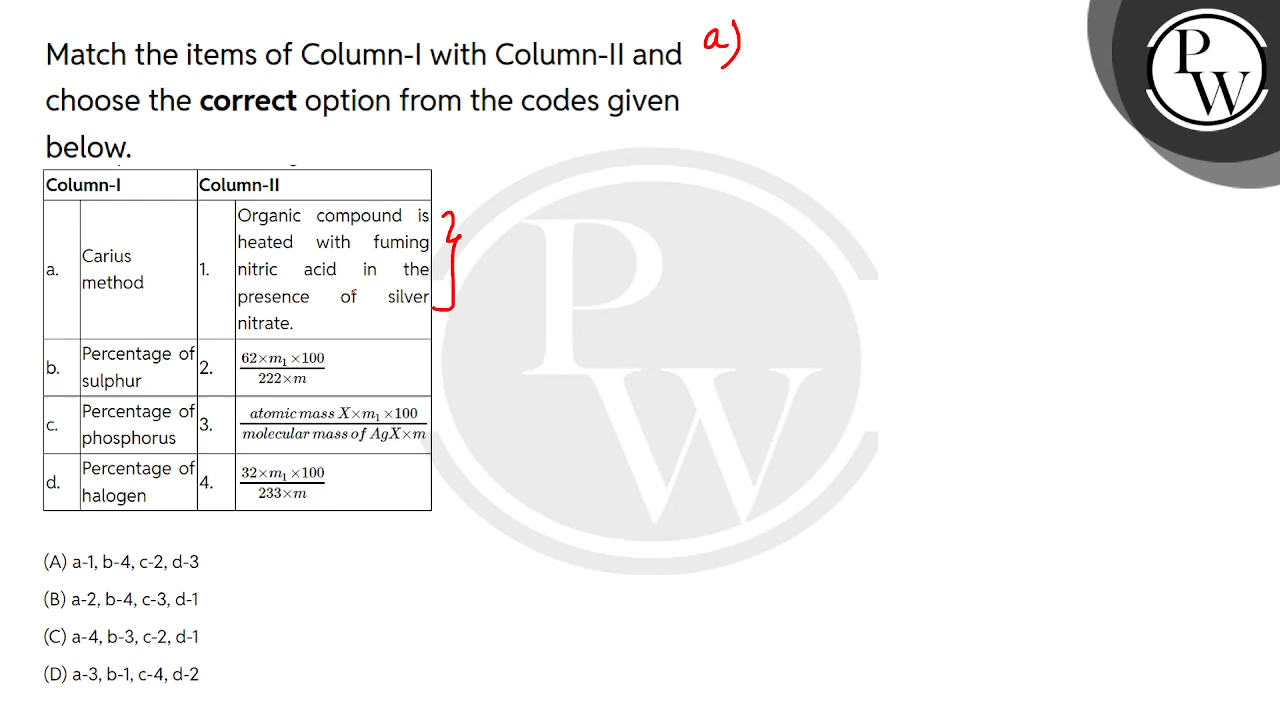 Match the items of Column-I with Column-II and
a)
choose the correct option from the codes given
below.
Column-I Column-II
a. Carius method 1. Organic compound is heated with fuming nitric acid in the presence of silver nitrate.
b. Percentage of sulphur 2. 62×m₁×100 / 222×m
c. Percentage of phosphorus 3. atomic mass X×m₁×100 / molecular mass of AgX×m
d. Percentage of halogen 4. 32×m₁×100 / 233×m
(A) a-1, b-4, c-2, d-3
(B) a-2, b-4, c-3, d-1
(C) a-4, b-3, c-2, d-1
(D) a-3, b-1, c-4, d-2
PW
PW